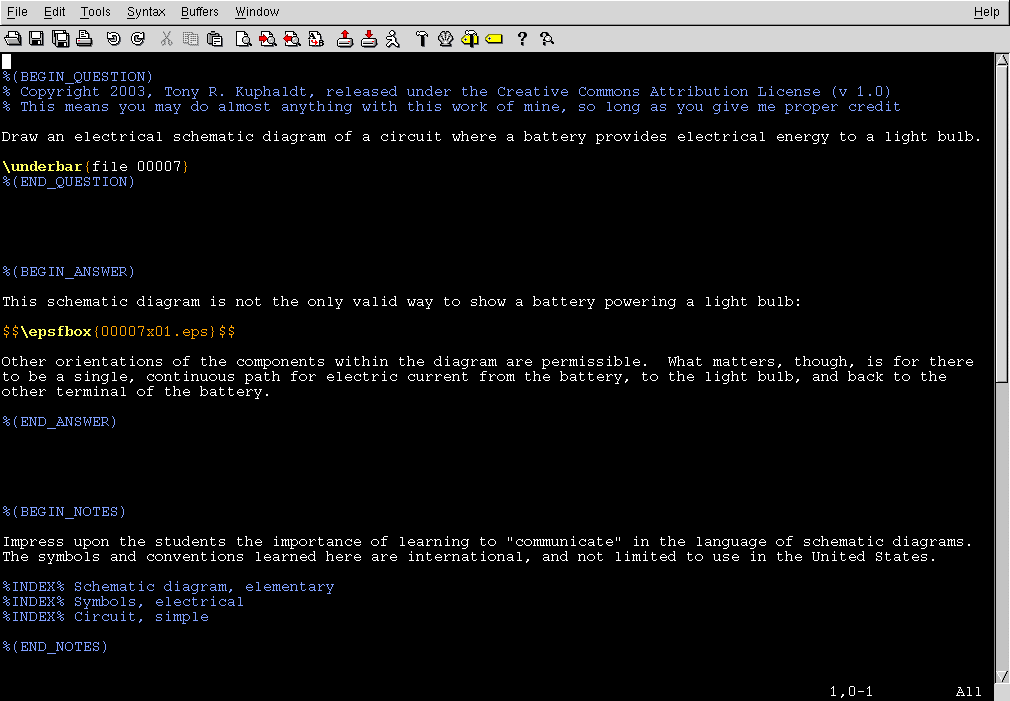 File Edit Tools Syntax Buffers Window Help
%(BEGIN_QUESTION)
% Copyright 2003, Tony R. Kuphaldt, released under the Creative Commons Attribution License (v 1.0)
% This means you may do almost anything with this work of mine, so long as you give me proper credit
Draw an electrical schematic diagram of a circuit where a battery provides electrical energy to a light bulb.
\underbar{file 00007}
%(END_QUESTION)
%(BEGIN_ANSWER)
This schematic diagram is not the only valid way to show a battery powering a light bulb:
$$\epsfbox{00007x01.eps}$$
Other orientations of the components within the diagram are permissible.  What matters, though, is for there
to be a single, continuous path for electric current from the battery, to the light bulb, and back to the
other terminal of the battery.
%(END_ANSWER)
%(BEGIN_NOTES)
Impress upon the students the importance of learning to "communicate" in the language of schematic diagrams.
The symbols and conventions learned here are international, and not limited to use in the United States.
%INDEX% Schematic diagram, elementary
%INDEX% Symbols, electrical
%INDEX% Circuit, simple
%(END_NOTES)
1,0-1 All